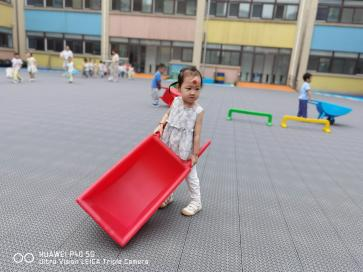 HUAWEI P40 5G
Ultra Vision LEICA Triple Camera